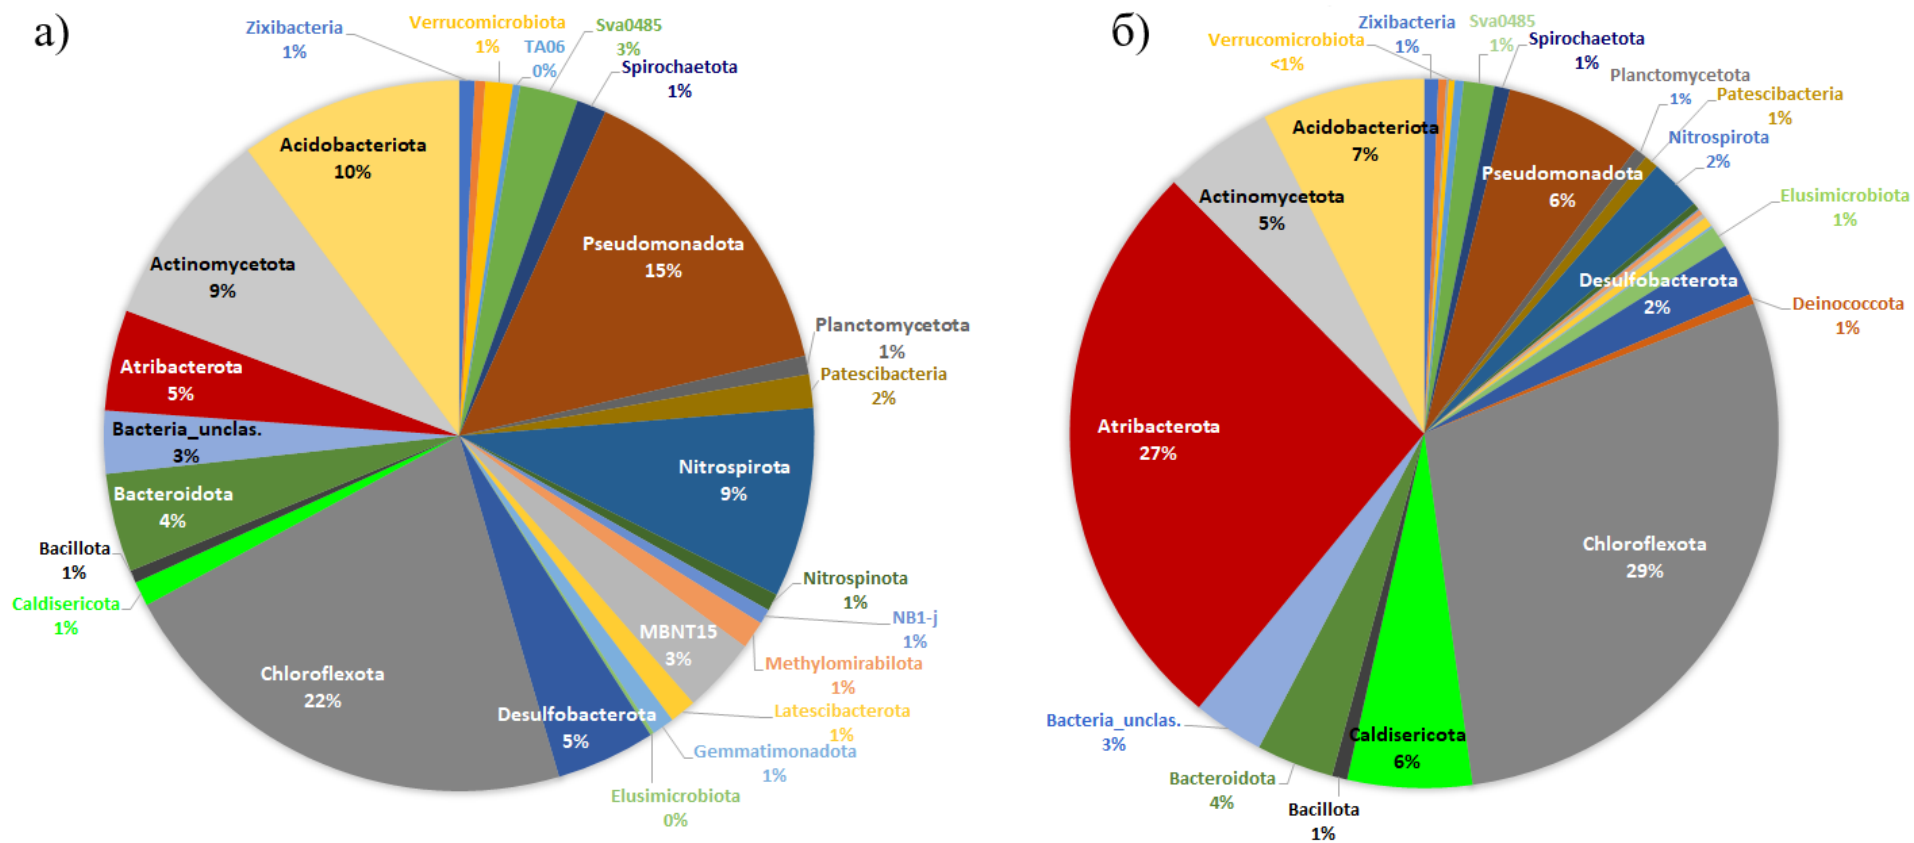 а)
Zixibacteria
1%
Verrucomicrobiota
1%
TA06
0%
Sva0485
3%
Spirochaetota
1%
Pseudomonadota
15%
Planctomycetota
1%
Patescibacteria
2%
Nitrospirota
9%
Nitrospinota
1%
NB1-j
1%
Methylomirabilota
1%
MBNT15
3%
Latescibacterota
1%
Gemmatimonadota
1%
Elusimicrobiota
0%
Desulfobacterota
5%
Chloroflexota
22%
Caldisericota
1%
Bacillota
1%
Bacteroidota
4%
Bacteria_unclas.
3%
Atribacterota
5%
Actinomycetota
9%
Acidobacteriota
10%
б)
Zixibacteria
1%
Verrucomicrobiota
<1%
Sva0485
1%
Spirochaetota
1%
Pseudomonadota
6%
Planctomycetota
1%
Patescibacteria
1%
Nitrospirota
2%
Elusimicrobiota
1%
Desulfobacterota
2%
Deinococcota
1%
Chloroflexota
29%
Caldisericota
6%
Bacillota
1%
Bacteroidota
4%
Bacteria_unclas.
3%
Atribacterota
27%
Actinomycetota
5%
Acidobacteriota
7%